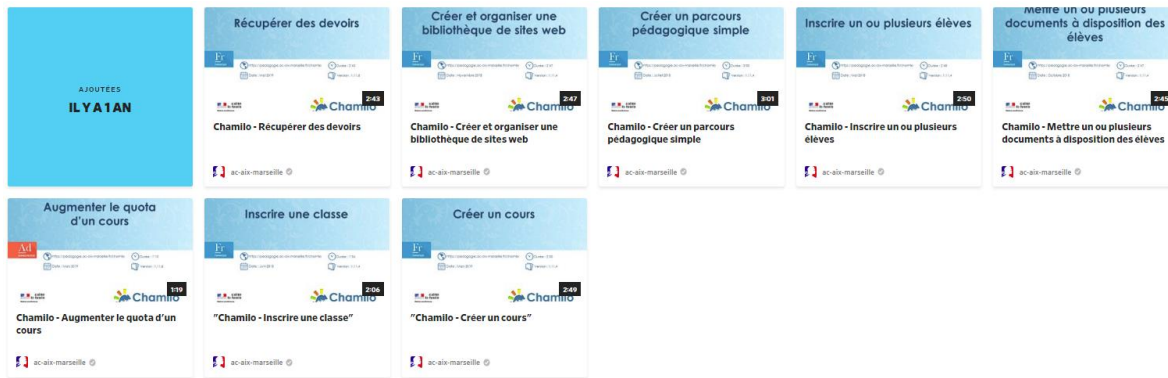 AJOUTÉES
IL Y A 1 AN
Récupérer des devoirs
Fr
2:43
Chamilo
Chamilo - Récupérer des devoirs
ac-aix-marseille
Créer et organiser une
bibliothèque de sites web
Fr
2:47
Chamilo
Chamilo - Créer et organiser une
bibliothèque de sites web
ac-aix-marseille
Créer un parcours
pédagogique simple
Fr
3:01
Chamilo
Chamilo - Créer un parcours
pédagogique simple
ac-aix-marseille
Inscrire un ou plusieurs élèves
Fr
2:50
Chamilo
Chamilo - Inscrire un ou plusieurs
élèves
ac-aix-marseille
Mettre un ou plusieurs
documents à disposition des
élèves
Fr
2:45
Chamilo
Chamilo - Mettre un ou plusieurs
documents à disposition des élèves
ac-aix-marseille
Augmenter le quota
d'un cours
Ad
1:19
Chamilo
Chamilo - Augmenter le quota d'un
cours
ac-aix-marseille
Inscrire une classe
Fr
2:06
Chamilo
"Chamilo - Inscrire une classe"
ac-aix-marseille
Créer un cours
Fr
2:49
Chamilo
"Chamilo - Créer un cours"
ac-aix-marseille